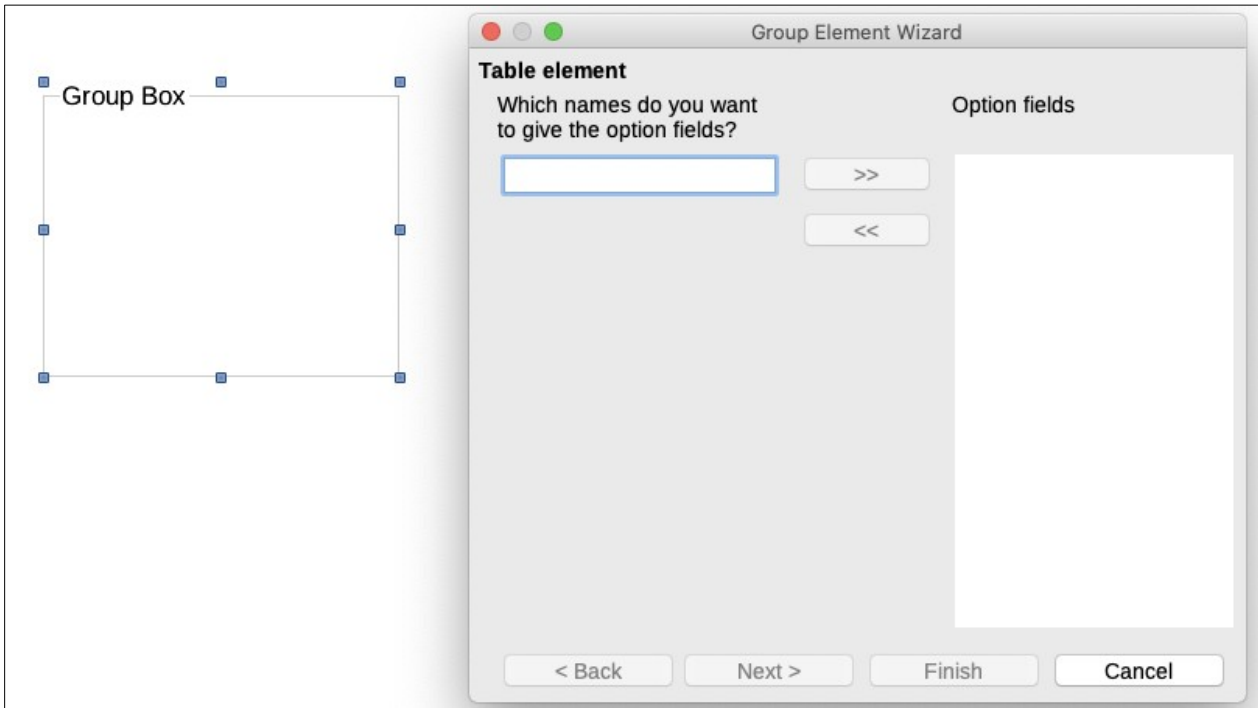 Group Box
Group Element Wizard
Table element
Which names do you want
to give the option fields?
Option fields
>>
<<
< Back
Next >
Finish
Cancel